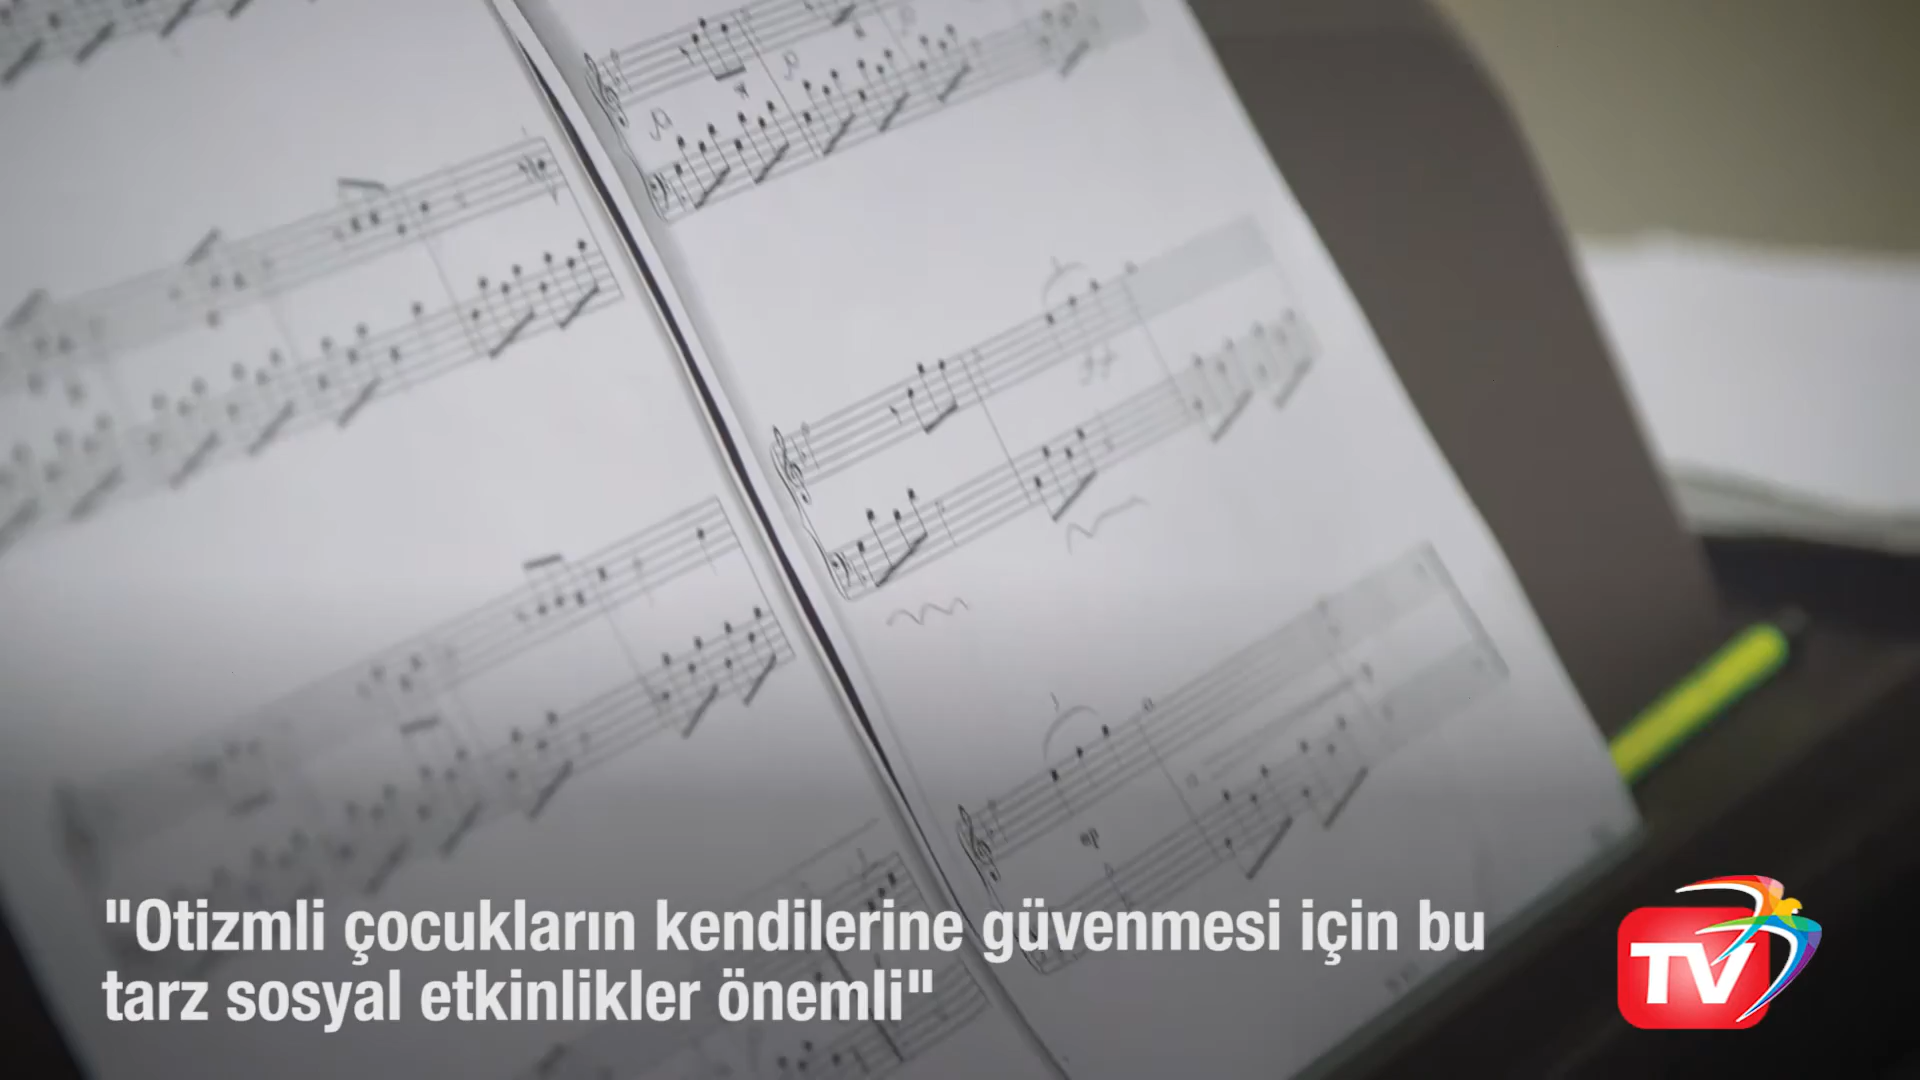 "Otizmli çocukların kendilerine güvenmesi için bu
tarz sosyal etkinlikler önemli"
TV